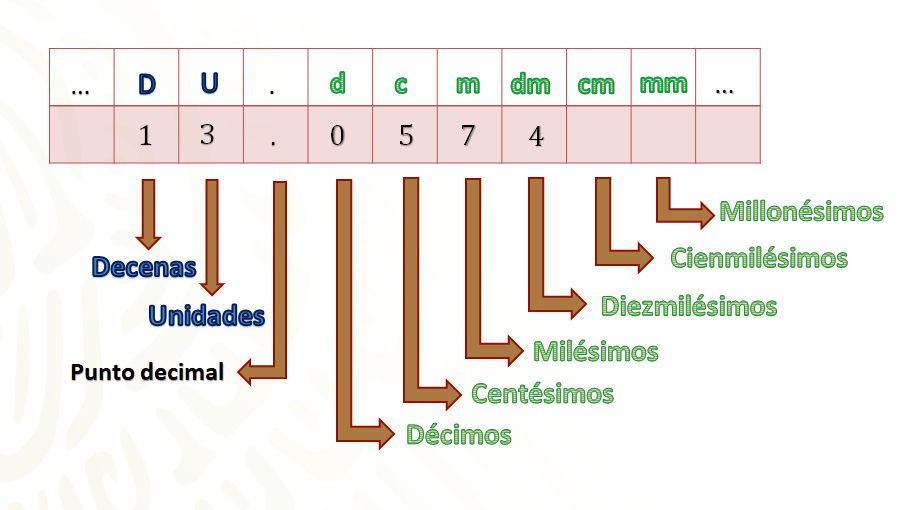 ... D U . d c m dm cm mm ...
1 3 . 0 5 7 4
Millonésimos
Cienmilésimos
Decenas
Diezmilésimos
Unidades
Milésimos
Punto decimal
Centésimos
Décimos